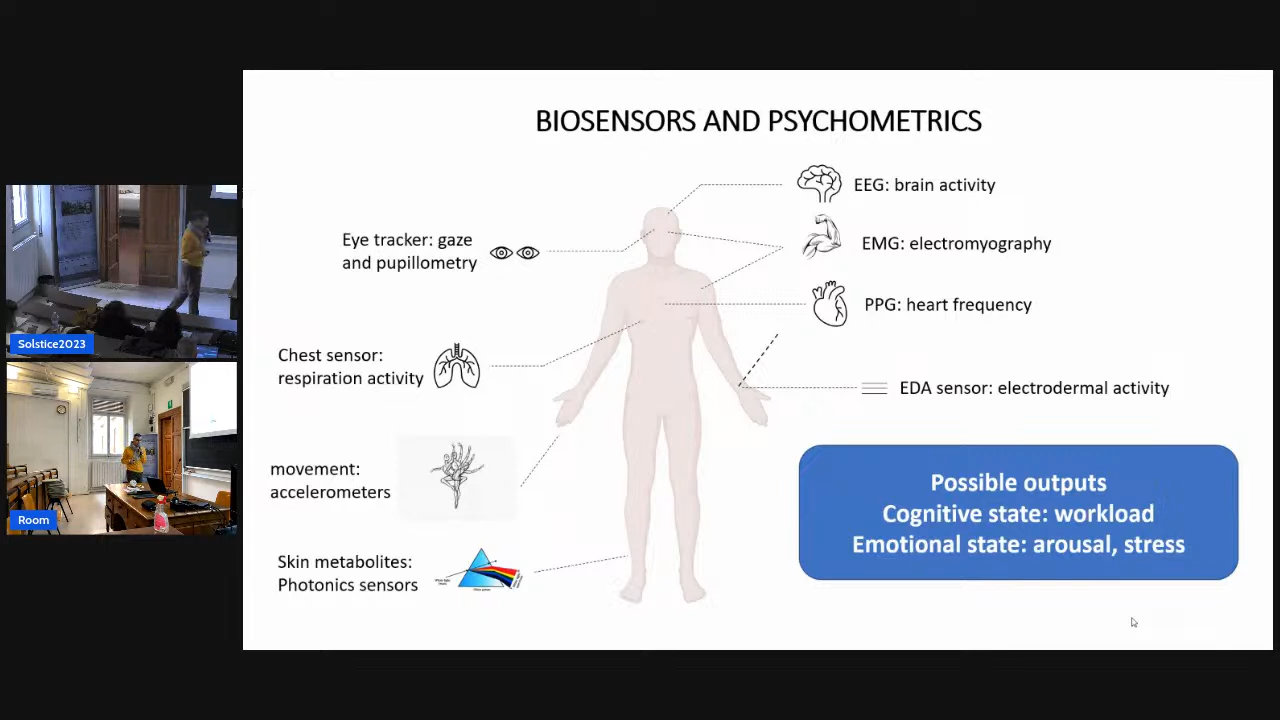 BIOSENSORS AND PSYCHOMETRICS
EEG: brain activity
EMG: electromyography
Eye tracker: gaze
and pupillometry
PPG: heart frequency
Chest sensor:
respiration activity
EDA sensor: electrodermal activity
movement:
accelerometers
Skin metabolites:
Photonics sensors
Possible outputs
Cognitive state: workload
Emotional state: arousal, stress
Solstice2023
Room